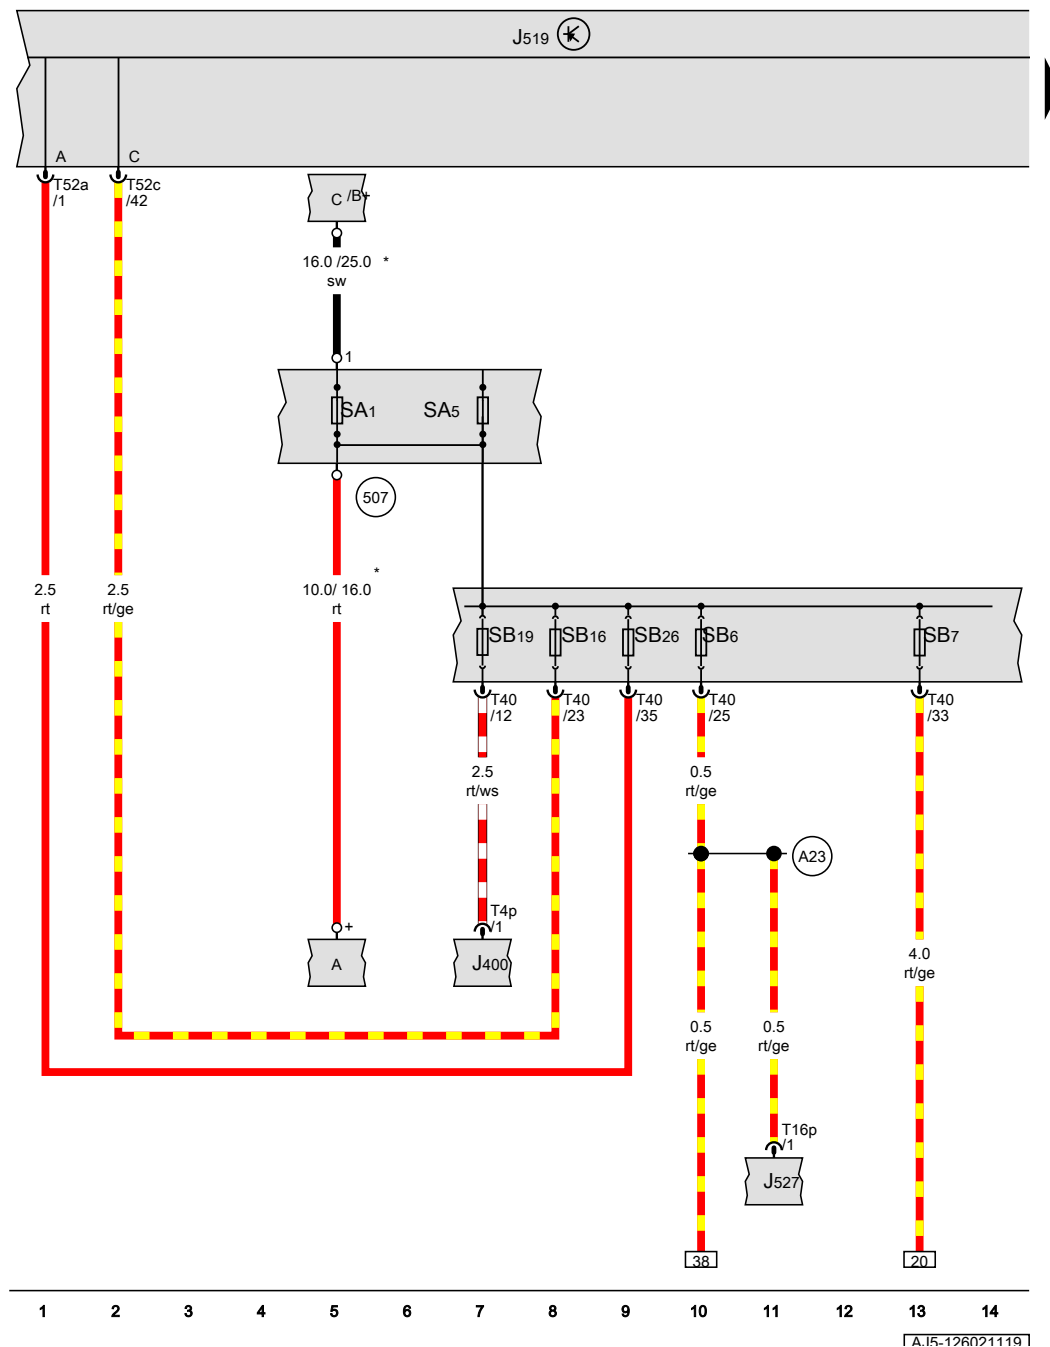 J519
A C
T52a
/1
T52c
/42
C /B+
16.0 /25.0 *
sw
1
SA1 SA5
507
*
2.5
rt
2.5
rt/ge
10.0/ 16.0
rt
SB19 SB16 SB26 SB6 SB7
T40
/12
T40
/23
T40
/35
T40
/25
T40
/33
2.5
rt/ws
0.5
rt/ge
A23
T4p
/1
+
A
J400
4.0
rt/ge
0.5
rt/ge
0.5
rt/ge
T16p
/1
J527
38 20
1 2 3 4 5 6 7 8 9 10 11 12 13 14
AJ5-126021119